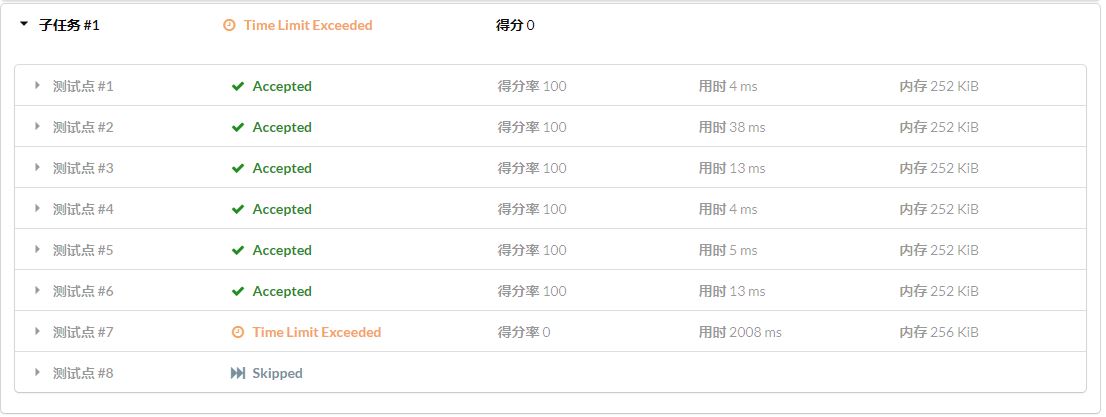 子任务 #1 Time Limit Exceeded 得分 0
测试点 #1 Accepted 得分率 100 用时 4 ms 内存 252 KiB
测试点 #2 Accepted 得分率 100 用时 38 ms 内存 252 KiB
测试点 #3 Accepted 得分率 100 用时 13 ms 内存 252 KiB
测试点 #4 Accepted 得分率 100 用时 4 ms 内存 252 KiB
测试点 #5 Accepted 得分率 100 用时 5 ms 内存 252 KiB
测试点 #6 Accepted 得分率 100 用时 13 ms 内存 252 KiB
测试点 #7 Time Limit Exceeded 得分率 0 用时 2008 ms 内存 256 KiB
测试点 #8 Skipped